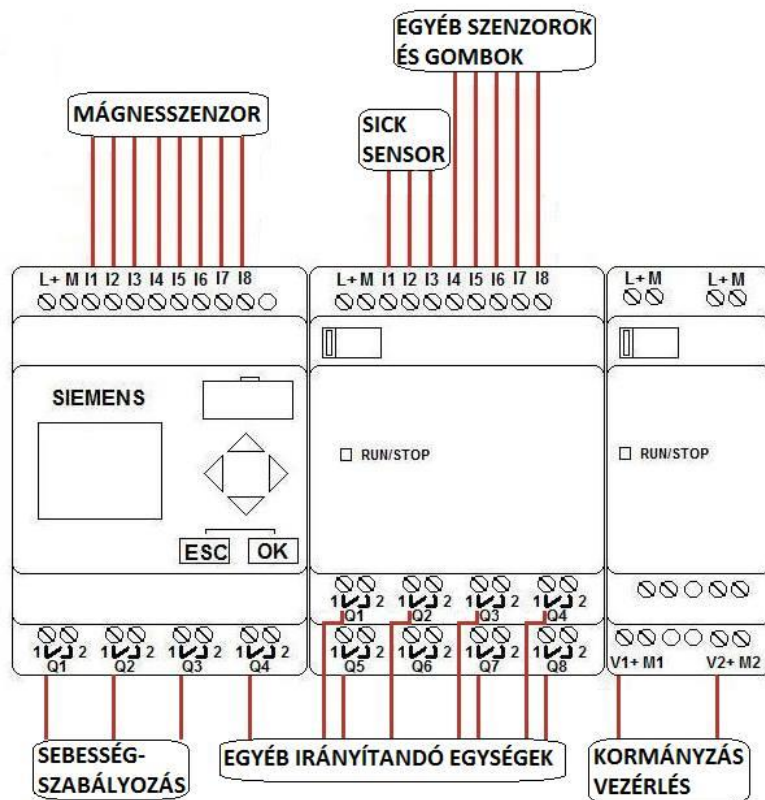 EGYÉB SZENZOROK
ÉS GOMBOK
MÁGNESSZENZOR
SICK
SENSOR
L+ M I1 I2 I3 I4 I5 I6 I7 I8
L+ M I1 I2 I3 I4 I5 I6 I7 I8
L+ M L+ M
SIEMENS
RUN/STOP
RUN/STOP
ESC OK
1 2 1 2 1 2 1 2
Q1 Q2 Q3 Q4
1 2 1 2 1 2 1 2
Q1 Q2 Q3 Q4
1 2 1 2 1 2 1 2
Q5 Q6 Q7 Q8
V1+ M1 V2+ M2
SEBESSÉG-
SZABÁLYOZÁS
EGYÉB IRÁNYÍTANDÓ EGYSÉGEK
KORMÁNYZÁS
VEZÉRLÉS